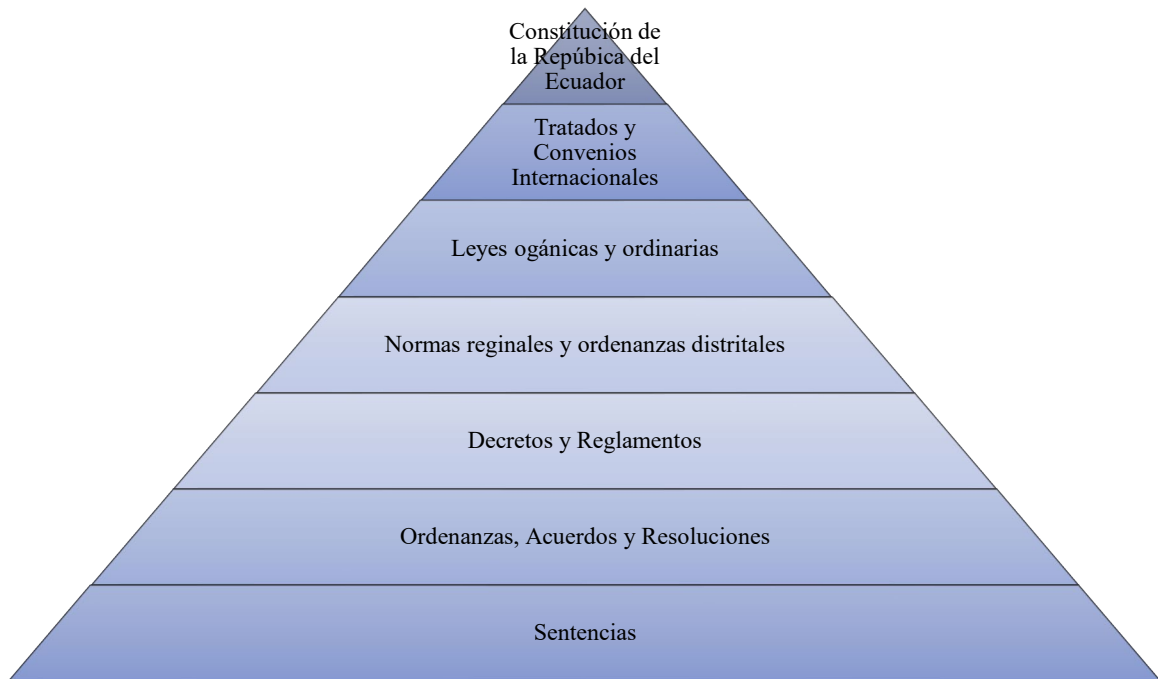 Constitución de
la Repúbica del
Ecuador
Tratados y
Convenios
Internacionales
Leyes ogánicas y ordinarias
Normas reginales y ordenanzas distritales
Decretos y Reglamentos
Ordenanzas, Acuerdos y Resoluciones
Sentencias